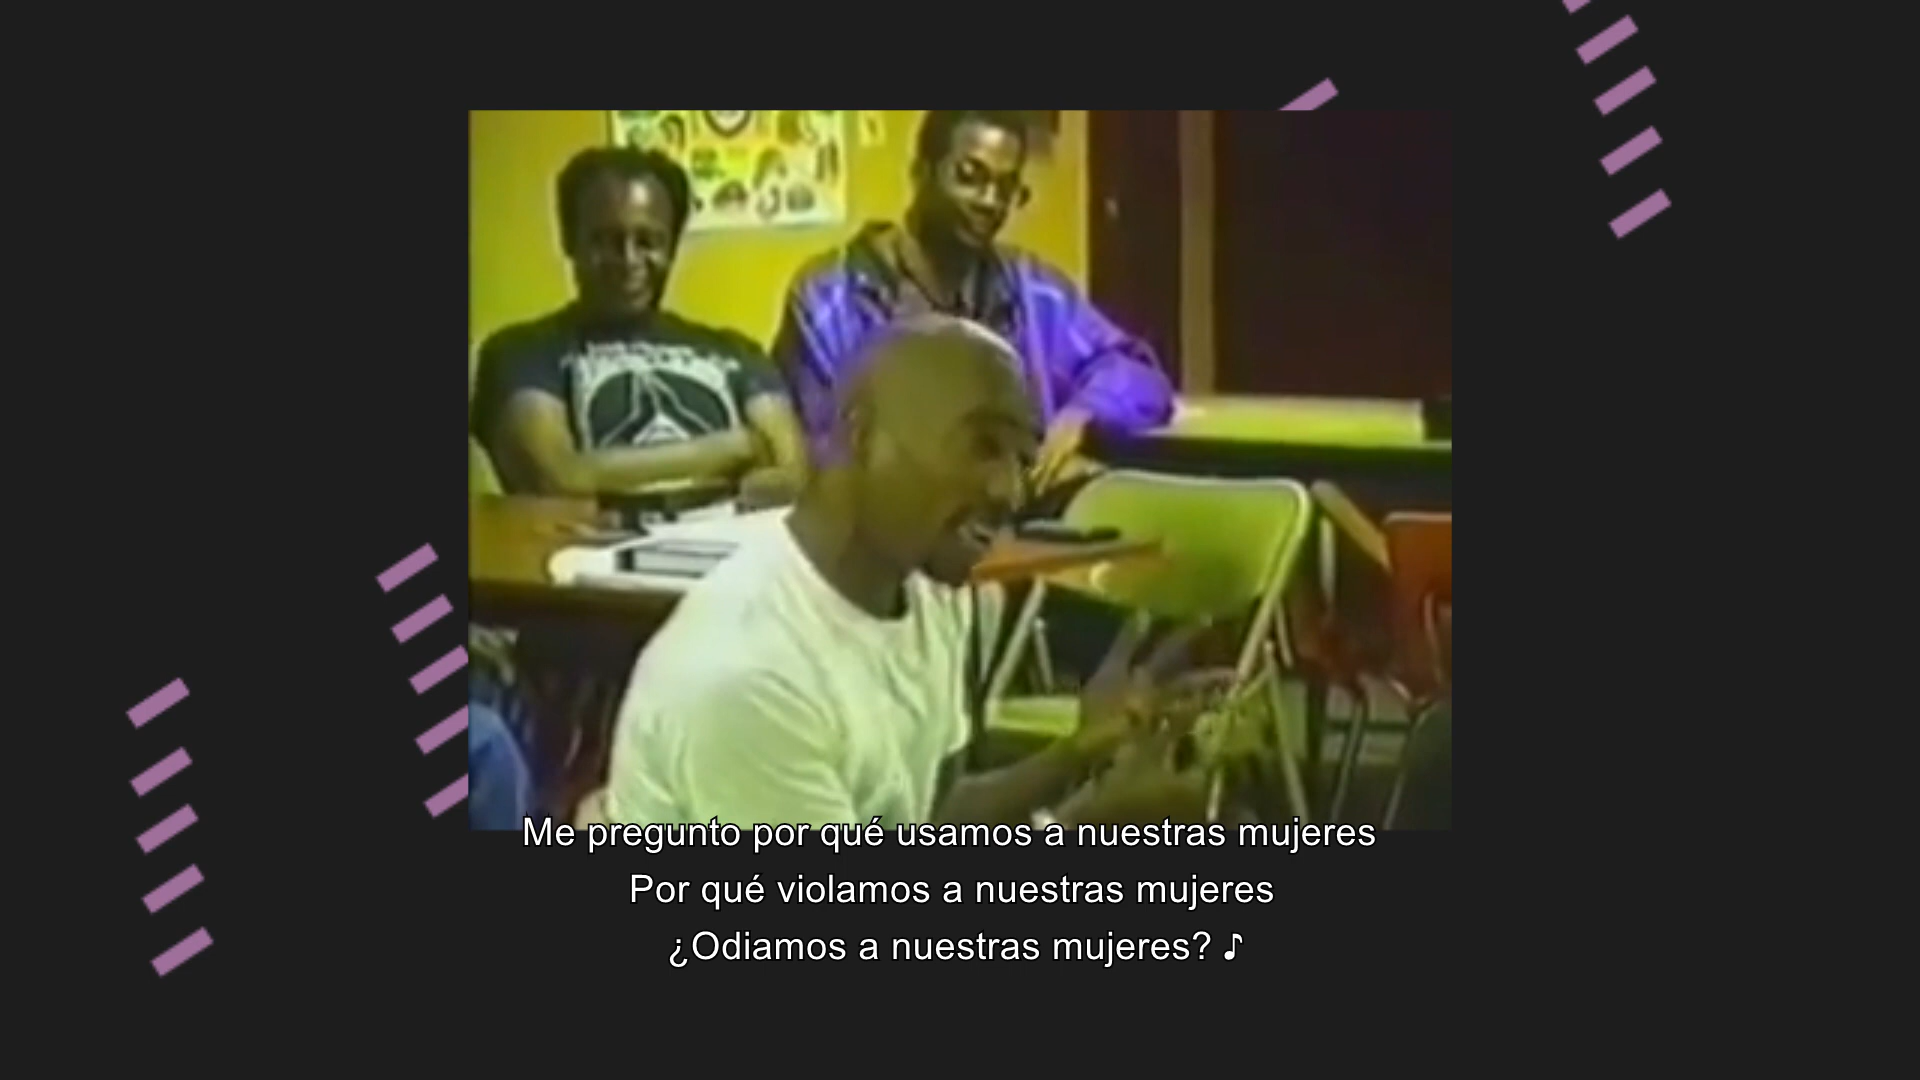 Me pregunto por qué usamos a nuestras mujeres
Por qué violamos a nuestras mujeres
¿Odiamos a nuestras mujeres? ♪